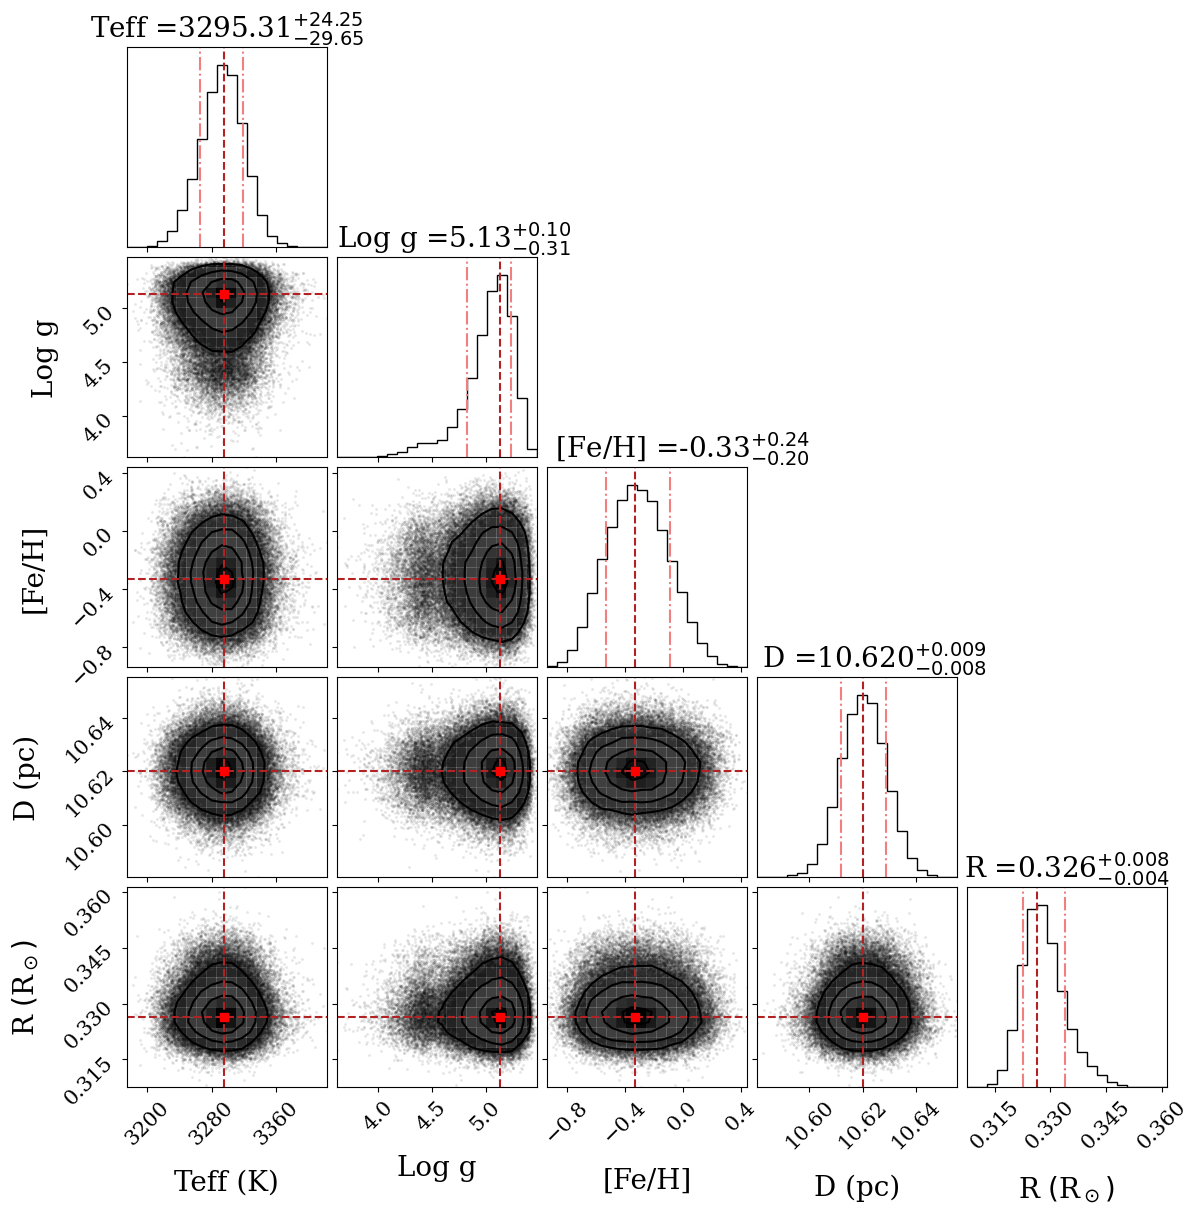 Teff =3295.31+24.25−29.65
Log g =5.13+0.10−0.31
Log g
5.0
4.5
4.0
[Fe/H] =-0.33+0.24−0.20
[Fe/H]
0.4
0.0
−0.4
−0.8
D =10.620+0.009−0.008
D (pc)
10.64
10.62
10.60
R =0.326+0.008−0.004
R (R⊙)
0.360
0.345
0.330
0.315
3200 3280 3360
4.0 4.5 5.0
−0.8 −0.4 0.0 0.4
10.60 10.62 10.64
0.315 0.330 0.345 0.360
Teff (K)
Log g
[Fe/H]
D (pc)
R (R⊙)